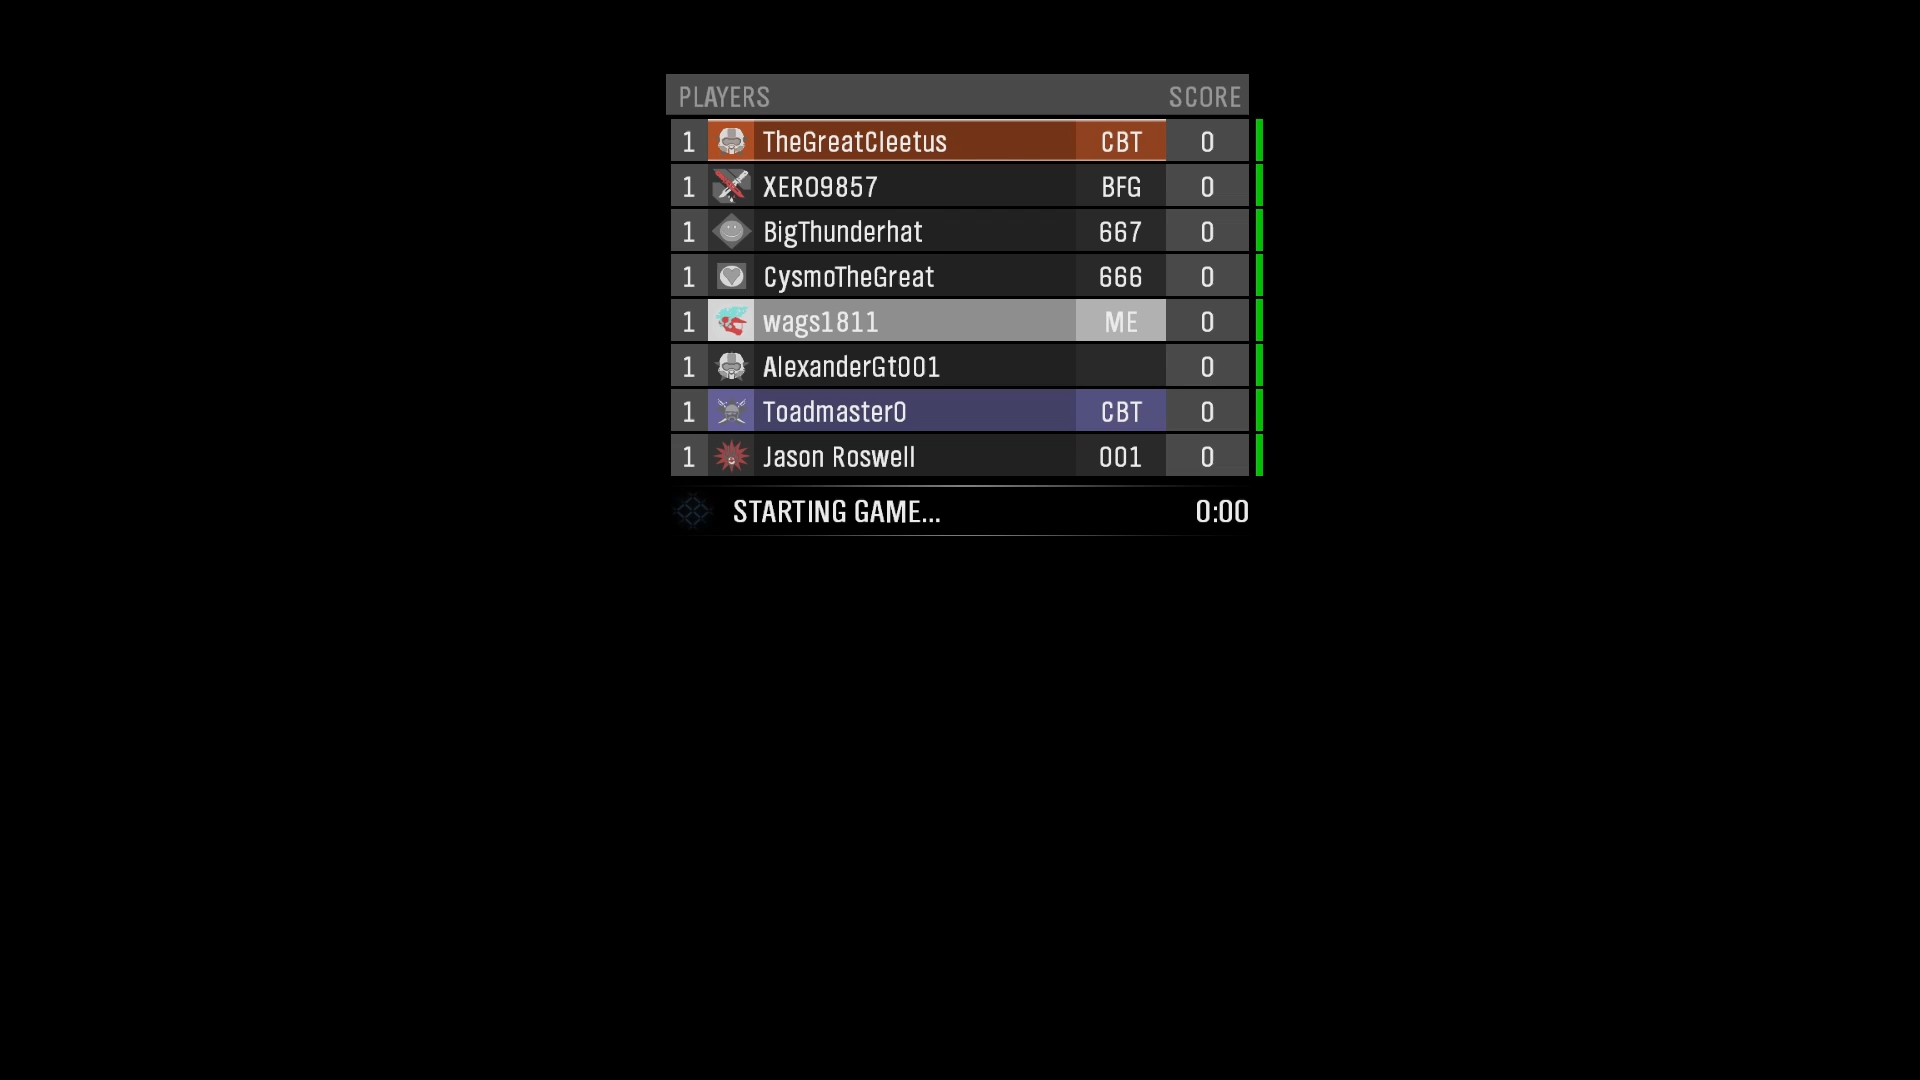 PLAYERS SCORE
1 TheGreatCleetus CBT 0
1 XERO9857 BFG 0
1 BigThunderhat 667 0
1 CysmoTheGreat 666 0
1 wags1811 ME 0
1 AlexanderGt001 0
1 Toadmaster0 CBT 0
1 Jason Roswell 001 0
STARTING GAME... 0:00